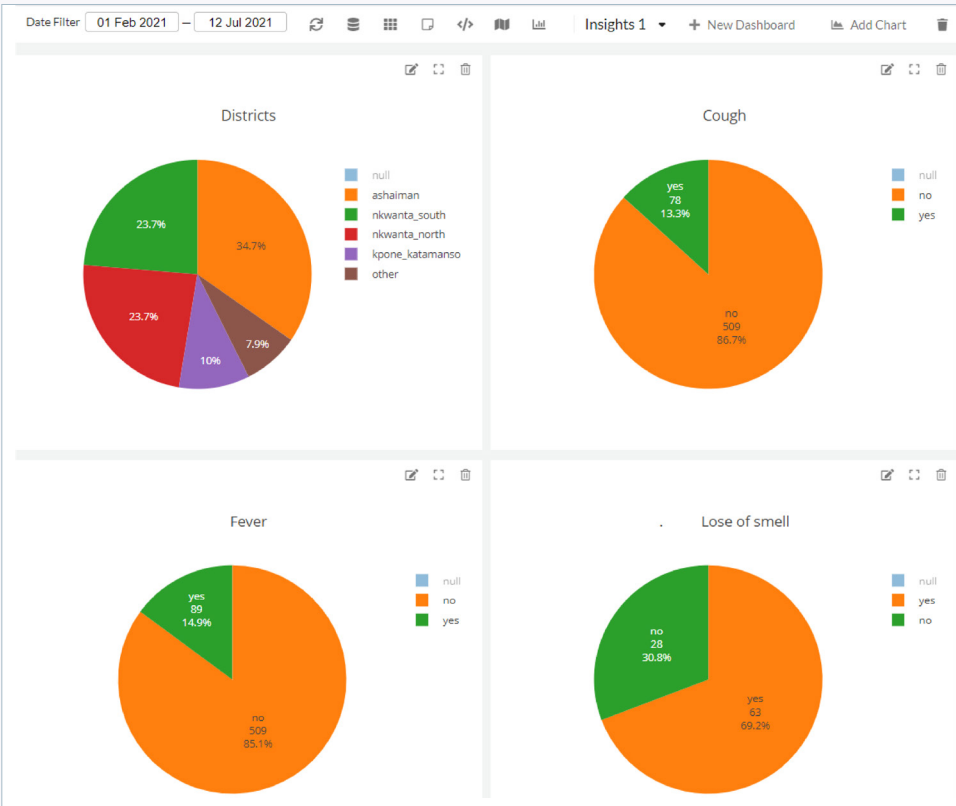 Date Filter 01 Feb 2021 – 12 Jul 2021 Insights 1 New Dashboard Add Chart
Districts
23.7%
34.7%
23.7%
10%
7.9%
null
ashaiman
nkwanta_south
nkwanta_north
kpone_katamanso
other
Cough
yes
78
13.3%
no
509
86.7%
null
no
yes
Fever
yes
89
14.9%
no
509
85.1%
null
no
yes
. Lose of smell
no
28
30.8%
yes
63
69.2%
null
yes
no